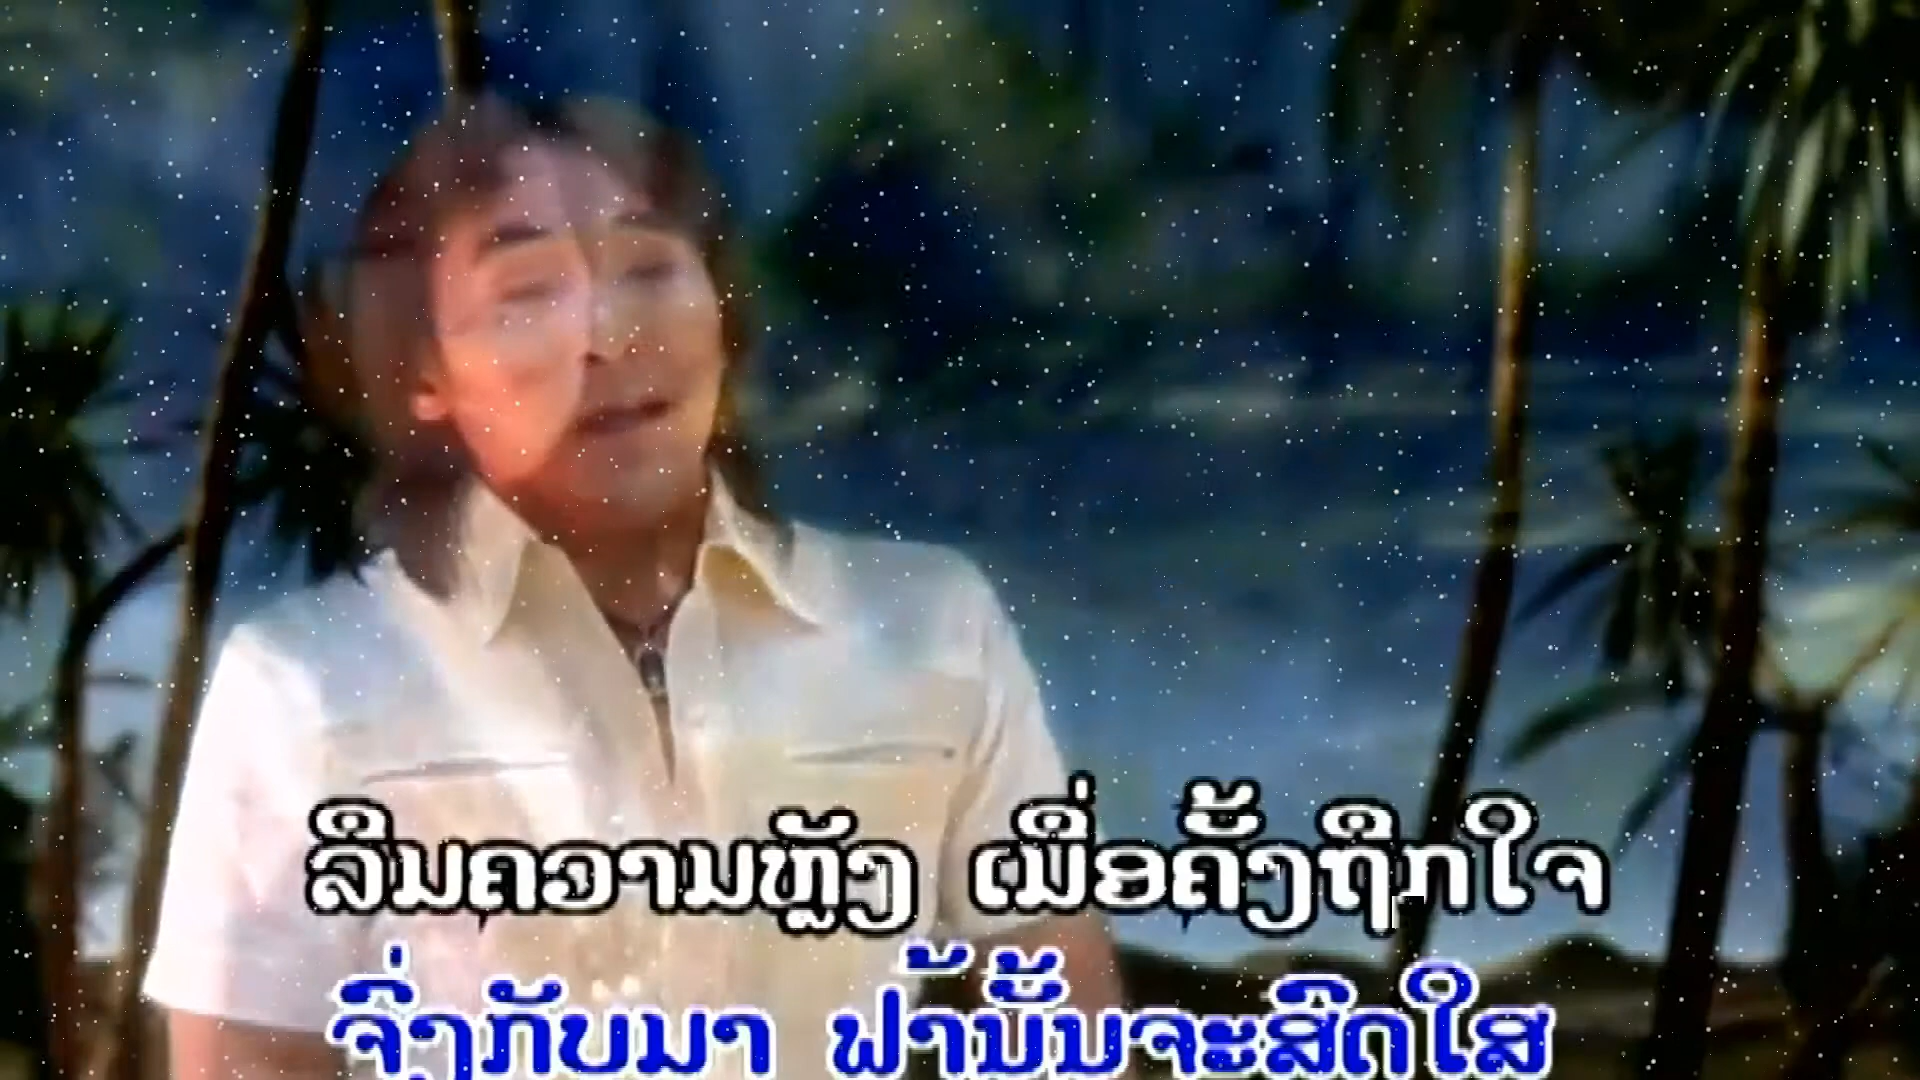 ລືມຄວາມຫຼັງ ເມື່ອຄັ້ງຖືກໃຈ
ຈົ່ງກັບມາ ຟ້ານັ້ນຈະສົດໃສ